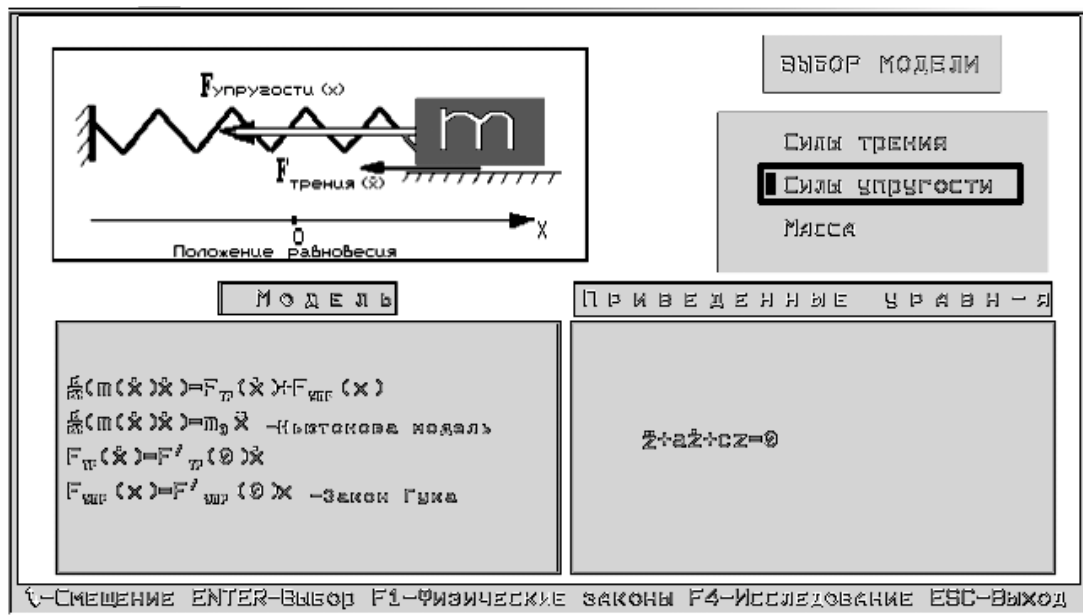 ВЫБОР МОДЕЛИ
Fупругости (x)
m
Fтрения (ẋ)
0
X
Положение равновесия
Силы трения
Силы упругости
Масса
Модель
Приведенные уравн-я
d/dt(m(ẋ)ẋ)=Fтр(ẋ)+Fупр(x)
d/dt(m(ẋ)ẋ)=m₀ẍ -Ньютонова модель
Fтр(ẋ)=F'тр(0)ẋ
Fупр(x)=F'упр(0)x -Закон Гука
z̈+aż+cz=0
-Смещение ENTER-Выбор F1-Физические законы F4-Исследование ESC-Выход